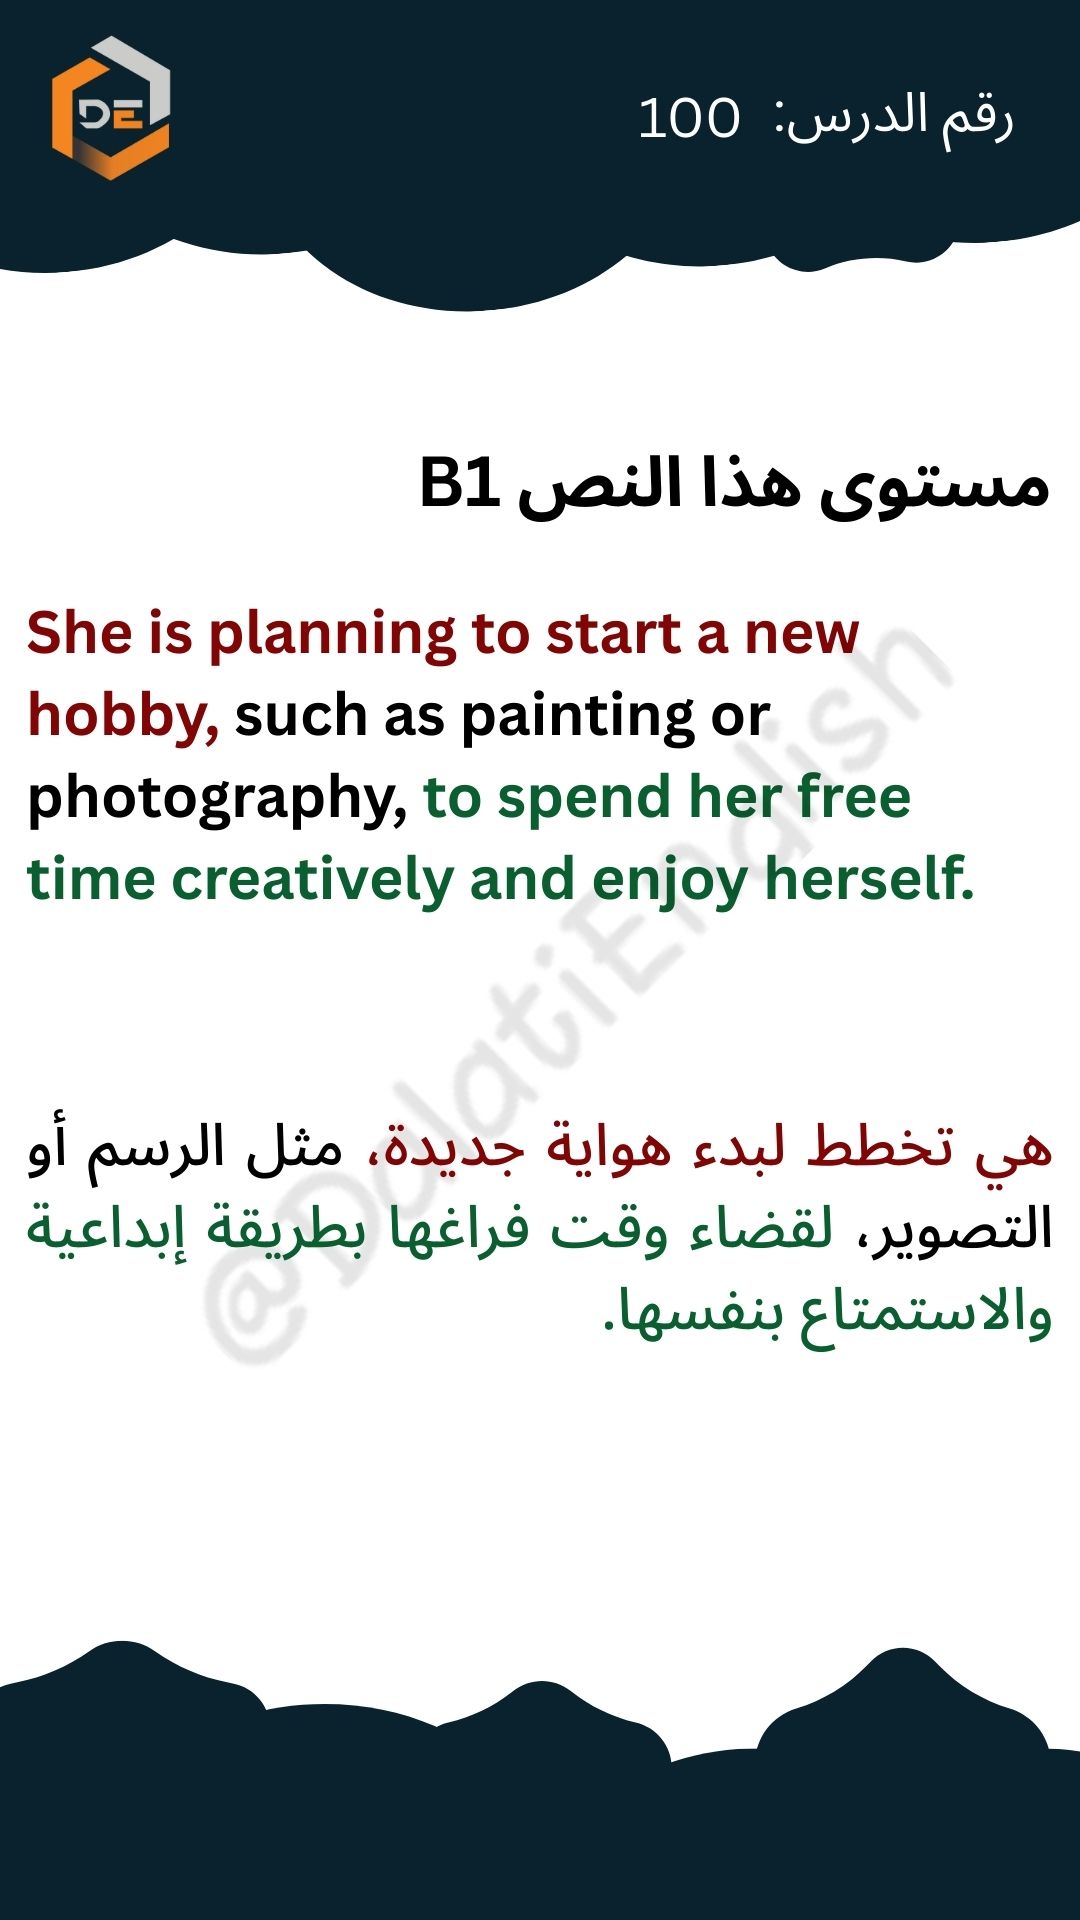 DE
رقم الدرس: 100
مستوى هذا النص B1
She is planning to start a new
hobby, such as painting or
photography, to spend her free
time creatively and enjoy herself.
هي تخطط لبدء هواية جديدة، مثل الرسم أو
التصوير، لقضاء وقت فراغها بطريقة إبداعية
والاستمتاع بنفسها.
@DalatiEnglish